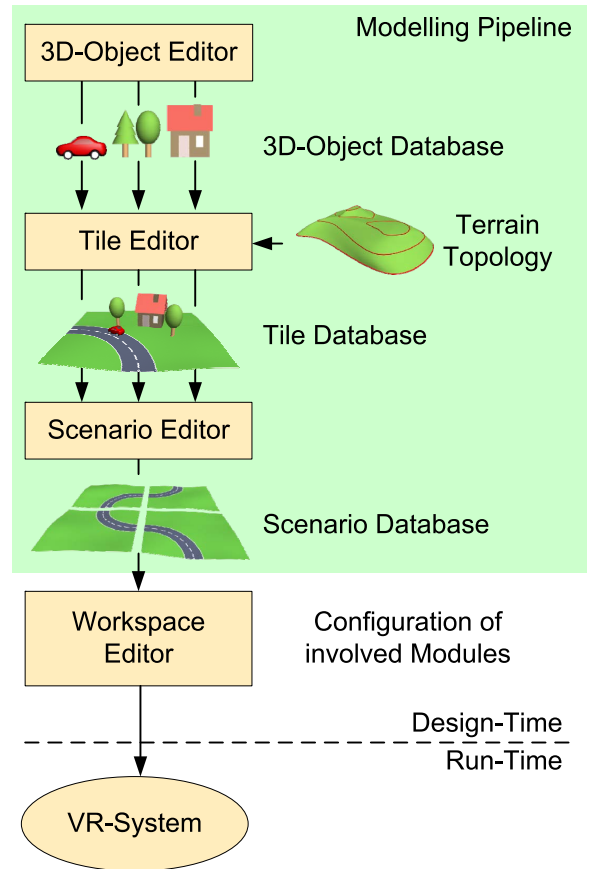 Modelling Pipeline
3D-Object Editor
3D-Object Database
Tile Editor
Terrain
Topology
Tile Database
Scenario Editor
Scenario Database
Workspace
Editor
Configuration of
involved Modules
Design-Time
Run-Time
VR-System